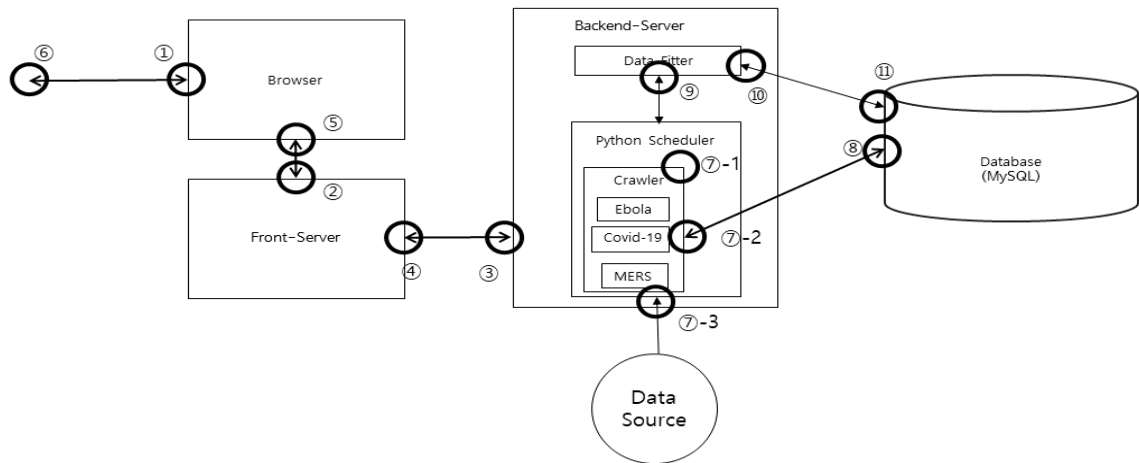 Backend-Server
⑥
①
Browser
Data Fitter
⑨
⑩
⑪
⑤
②
Python Scheduler
⑦-1
Crawler
Ebola
Covid-19
MERS
⑦-2
⑧
Database
(MySQL)
Front-Server
④
③
⑦-3
Data
Source